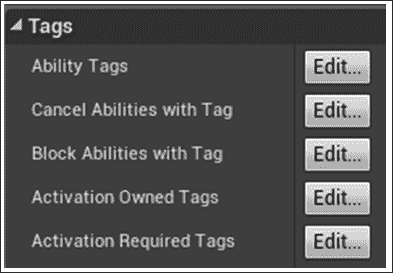 Tags
Ability Tags Edit...
Cancel Abilities with Tag Edit...
Block Abilities with Tag Edit...
Activation Owned Tags Edit...
Activation Required Tags Edit...